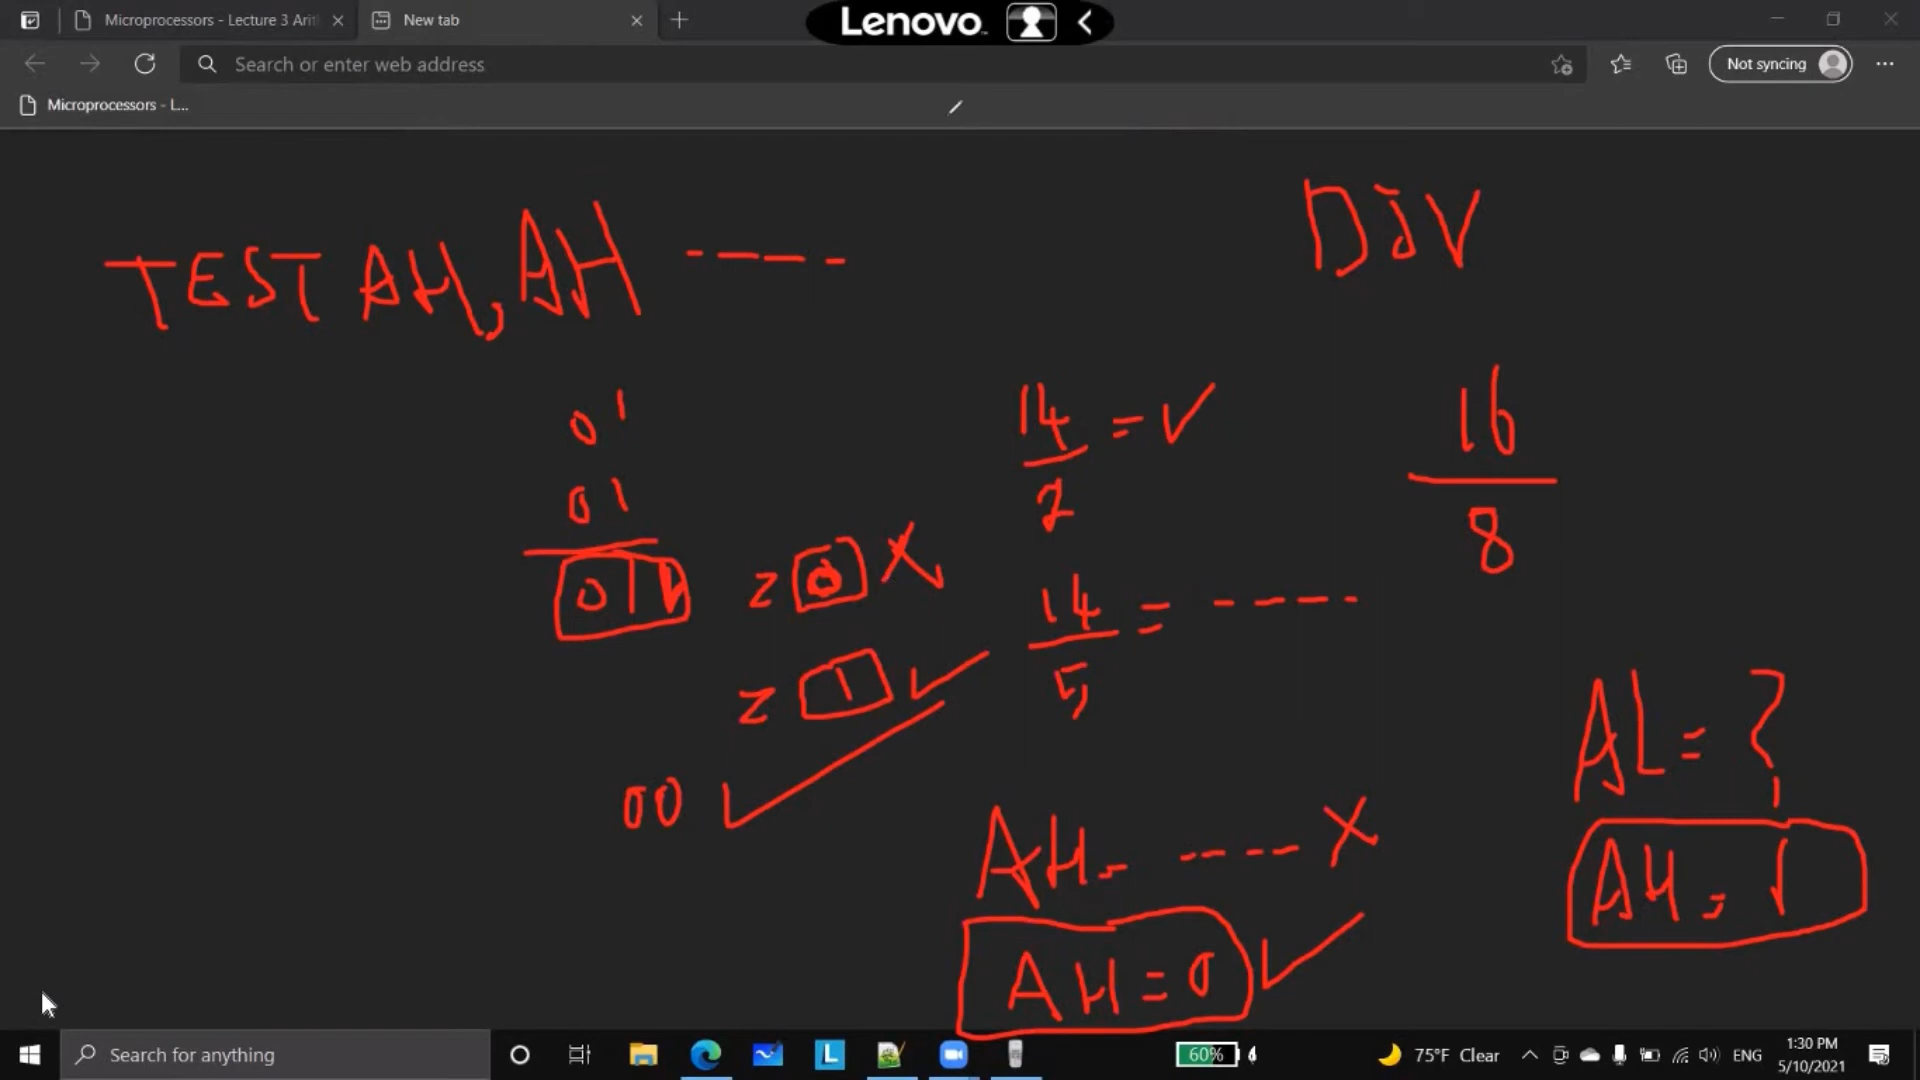 Microprocessors - Lecture 3 Arit
New tab
Lenovo
Search or enter web address
Not syncing
Microprocessors - L...
TEST AH, AH -----
DIV
01
01
01
Z 0 X
Z 1 ✓
00 ✓
14
2
= ✓
14
5
= -----
16
8
AH= ---- X
AH=0 ✓
AL=?
AH=1
Search for anything
60%
75°F Clear
ENG
1:30 PM
5/10/2021